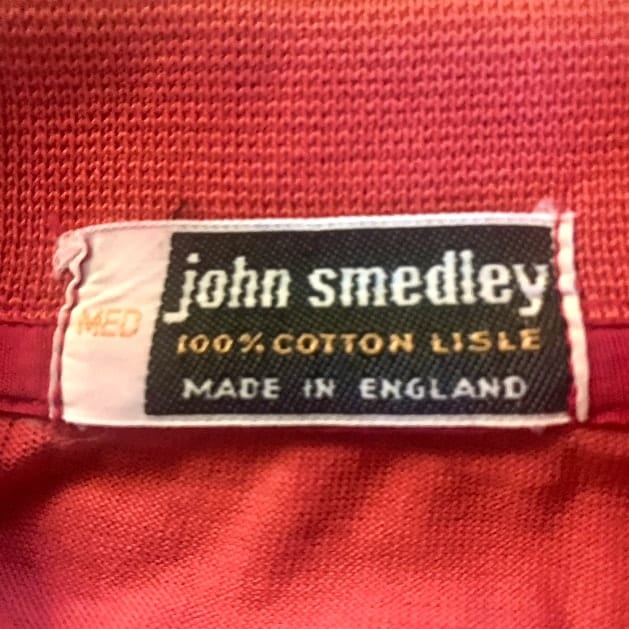 MED
john smedley
100% COTTON LISLE
MADE IN ENGLAND